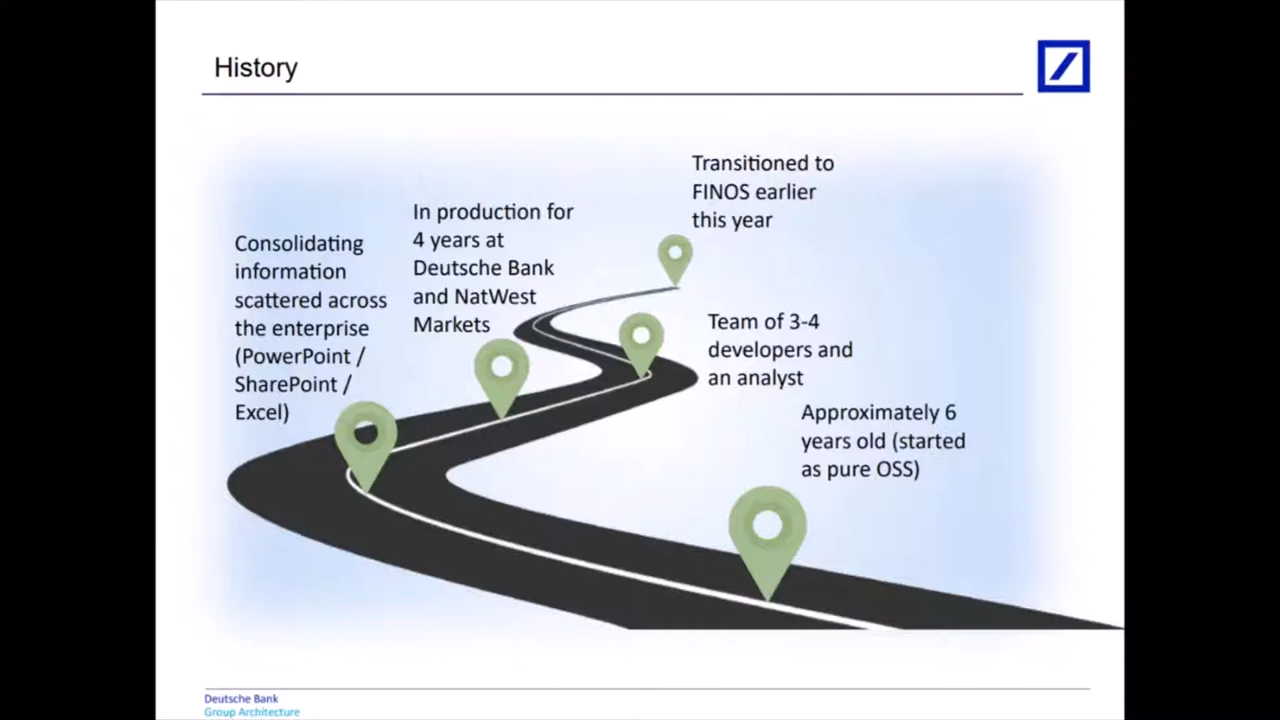 History
Consolidating
information
scattered across
the enterprise
(PowerPoint /
SharePoint /
Excel)
In production for
4 years at
Deutsche Bank
and NatWest
Markets
Transitioned to
FINOS earlier
this year
Team of 3-4
developers and
an analyst
Approximately 6
years old (started
as pure OSS)
Deutsche Bank
Group Architecture